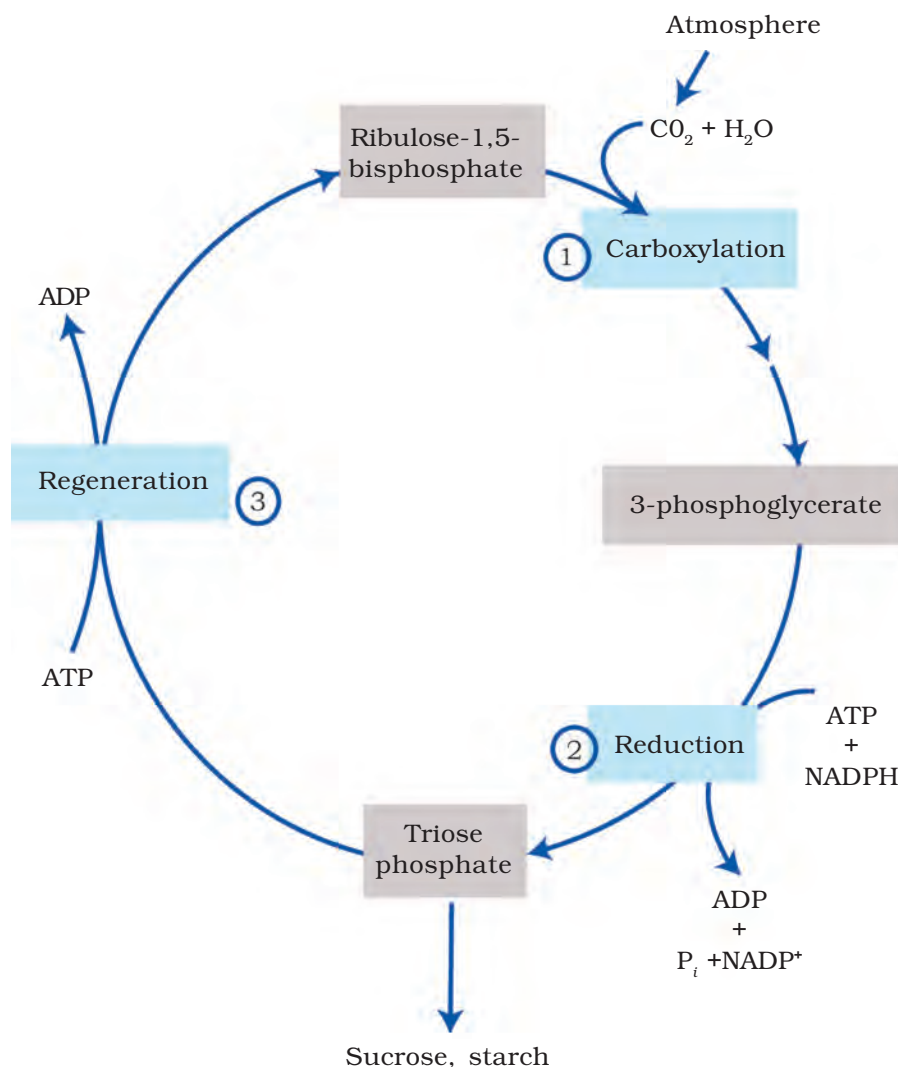 Atmosphere
C0₂ + H₂O
Ribulose-1,5-
bisphosphate
1
Carboxylation
ADP
Regeneration
3
3-phosphoglycerate
ATP
2
Reduction
ATP
+
NADPH
Triose
phosphate
ADP
+
Pᵢ +NADP⁺
Sucrose, starch